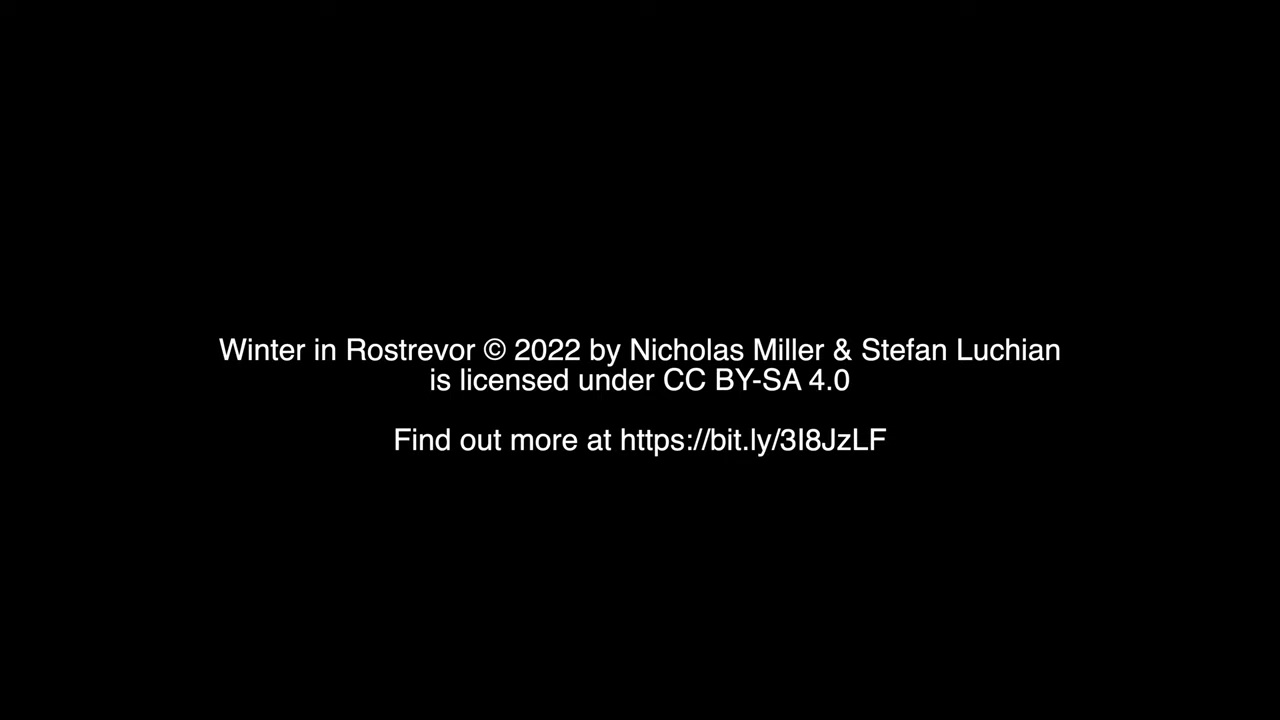 Winter in Rostrevor © 2022 by Nicholas Miller & Stefan Luchian
is licensed under CC BY-SA 4.0
Find out more at https://bit.ly/3I8JzLF